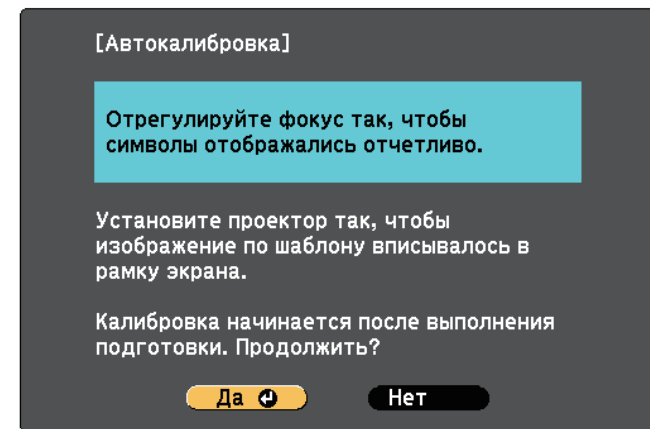 [Автокалибровка]
Отрегулируйте фокус так, чтобы
символы отображались отчетливо.
Установите проектор так, чтобы
изображение по шаблону вписывалось в
рамку экрана.
Калибровка начинается после выполнения
подготовки. Продолжить?
Да
Нет